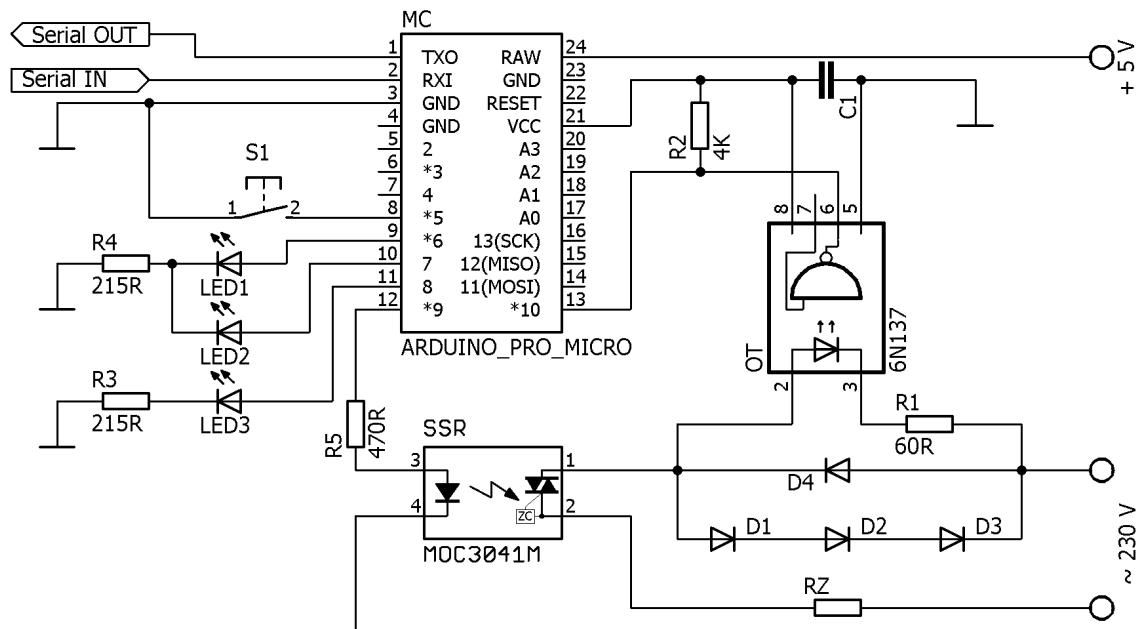 MC
Serial OUT
Serial IN
1 TXO RAW 24
2 RXI GND 23
3 GND RESET 22
4 GND VCC 21
5 2 A3 20
6 *3 A2 19
7 4 A1 18
8 *5 A0 17
9 *6 13(SCK) 16
10 7 12(MISO) 15
11 8 11(MOSI) 14
12 *9 *10 13
ARDUINO_PRO_MICRO
+ 5 V
C1
R2
4K
S1
1 2
8 7 6 5
R4
215R
LED1
LED2
R3
215R
LED3
OT
6N137
2 3
R5
470R
SSR
3 1
4 2
ZC
MOC3041M
R1
60R
D4
D1 D2 D3
RZ
~ 230 V